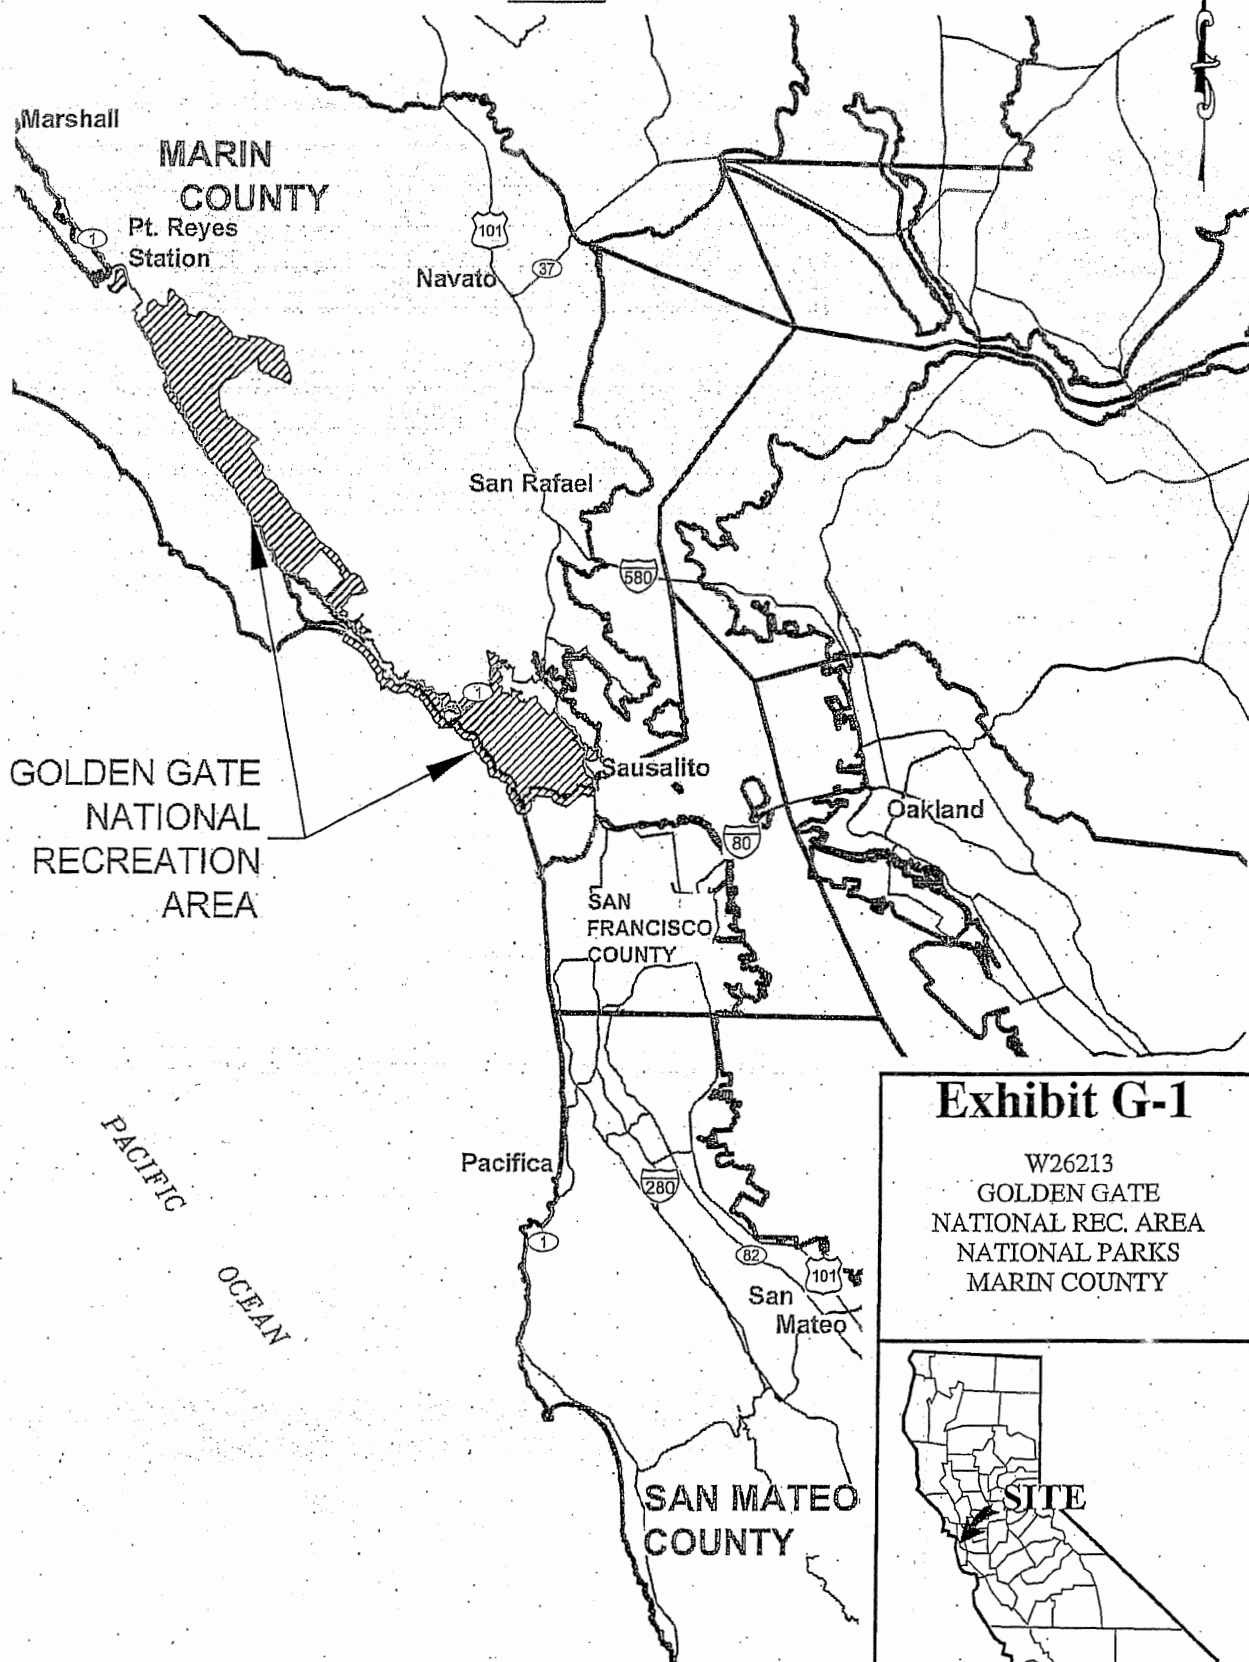 Marshall
MARIN
COUNTY
Pt. Reyes
Station
1
101
Navato
37
San Rafael
580
1
GOLDEN GATE
NATIONAL
RECREATION
AREA
Sausalito
Oakland
80
SAN
FRANCISCO
COUNTY
PACIFIC
OCEAN
Pacifica
280
1
82
101
San
Mateo
SAN MATEO
COUNTY
Exhibit G-1
W26213
GOLDEN GATE
NATIONAL REC. AREA
NATIONAL PARKS
MARIN COUNTY
SITE